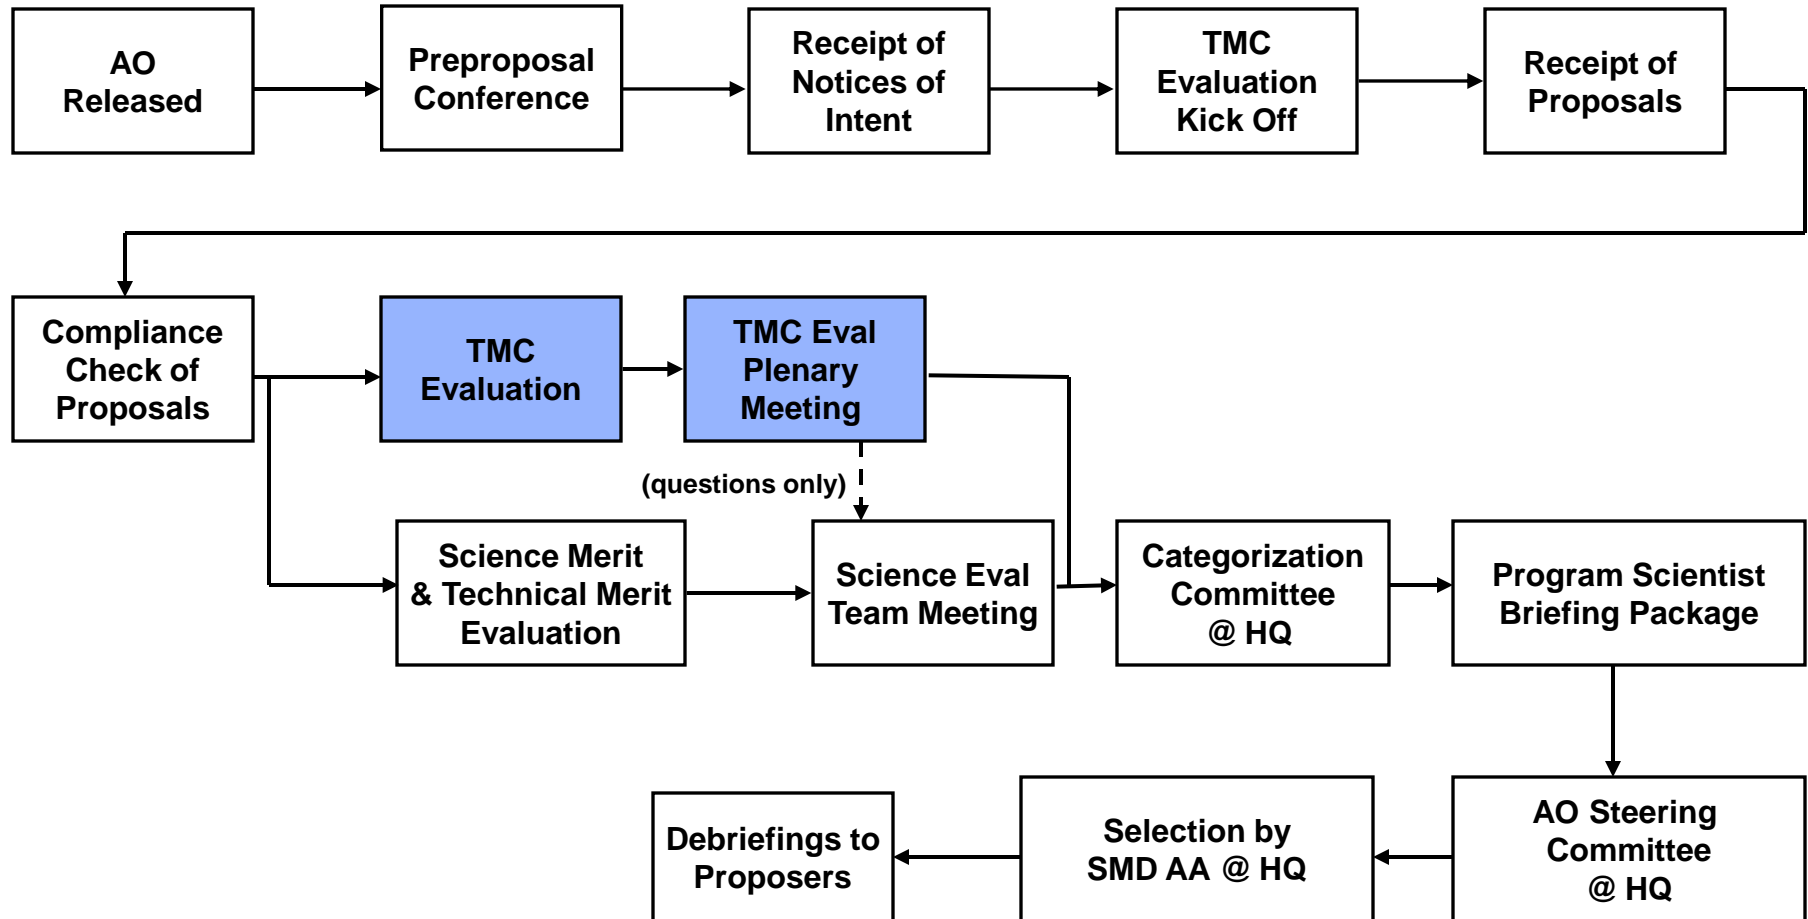 AO
Released
Preproposal
Conference
Receipt of
Notices of
Intent
TMC
Evaluation
Kick Off
Receipt of
Proposals
Compliance
Check of
Proposals
TMC
Evaluation
TMC Eval
Plenary
Meeting
(questions only)
Science Merit
& Technical Merit
Evaluation
Science Eval
Team Meeting
Categorization
Committee
@ HQ
Program Scientist
Briefing Package
Debriefings to
Proposers
Selection by
SMD AA @ HQ
AO Steering
Committee
@ HQ